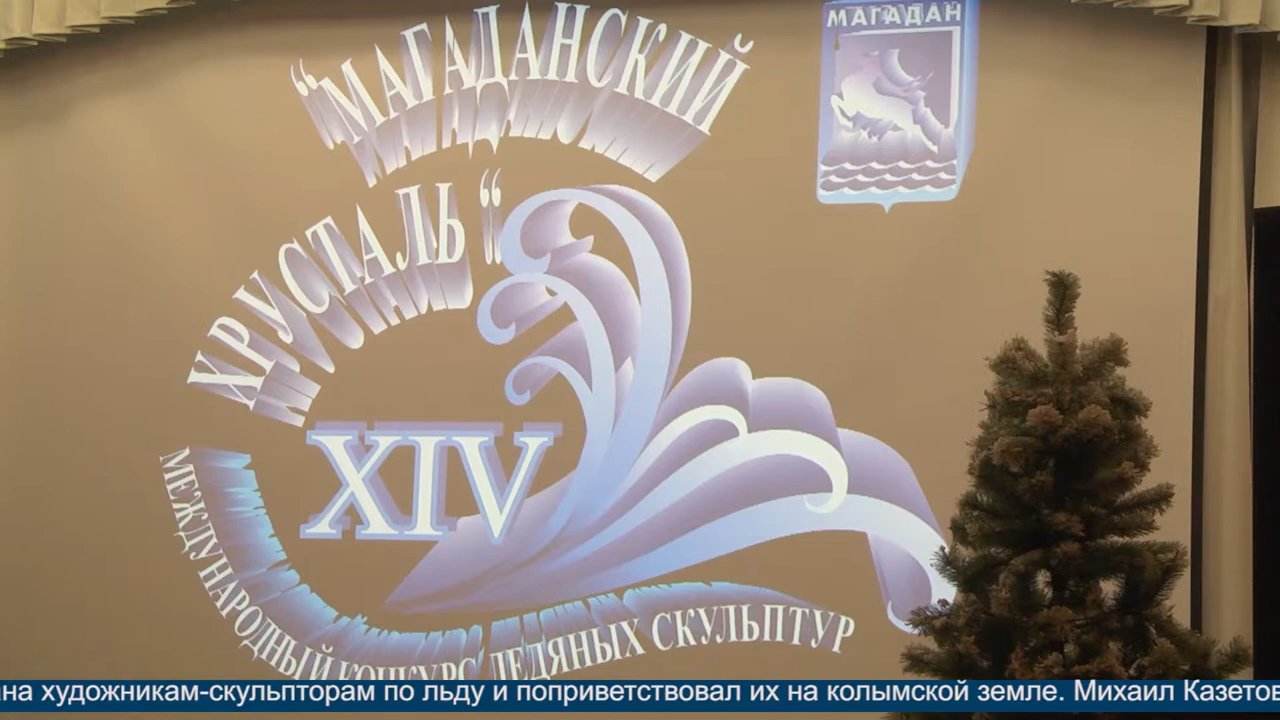 “МАГАДАНСКИЙ
МАГАДАН
ХРУСТАЛЬ“
XIV
МЕЖДУНАРОДНЫЙ КОНКУРС ЛЕДЯНЫХ СКУЛЬПТУР
ана художникам-скульпторам по льду и поприветствовал их на колымской земле. Михаил Казетов